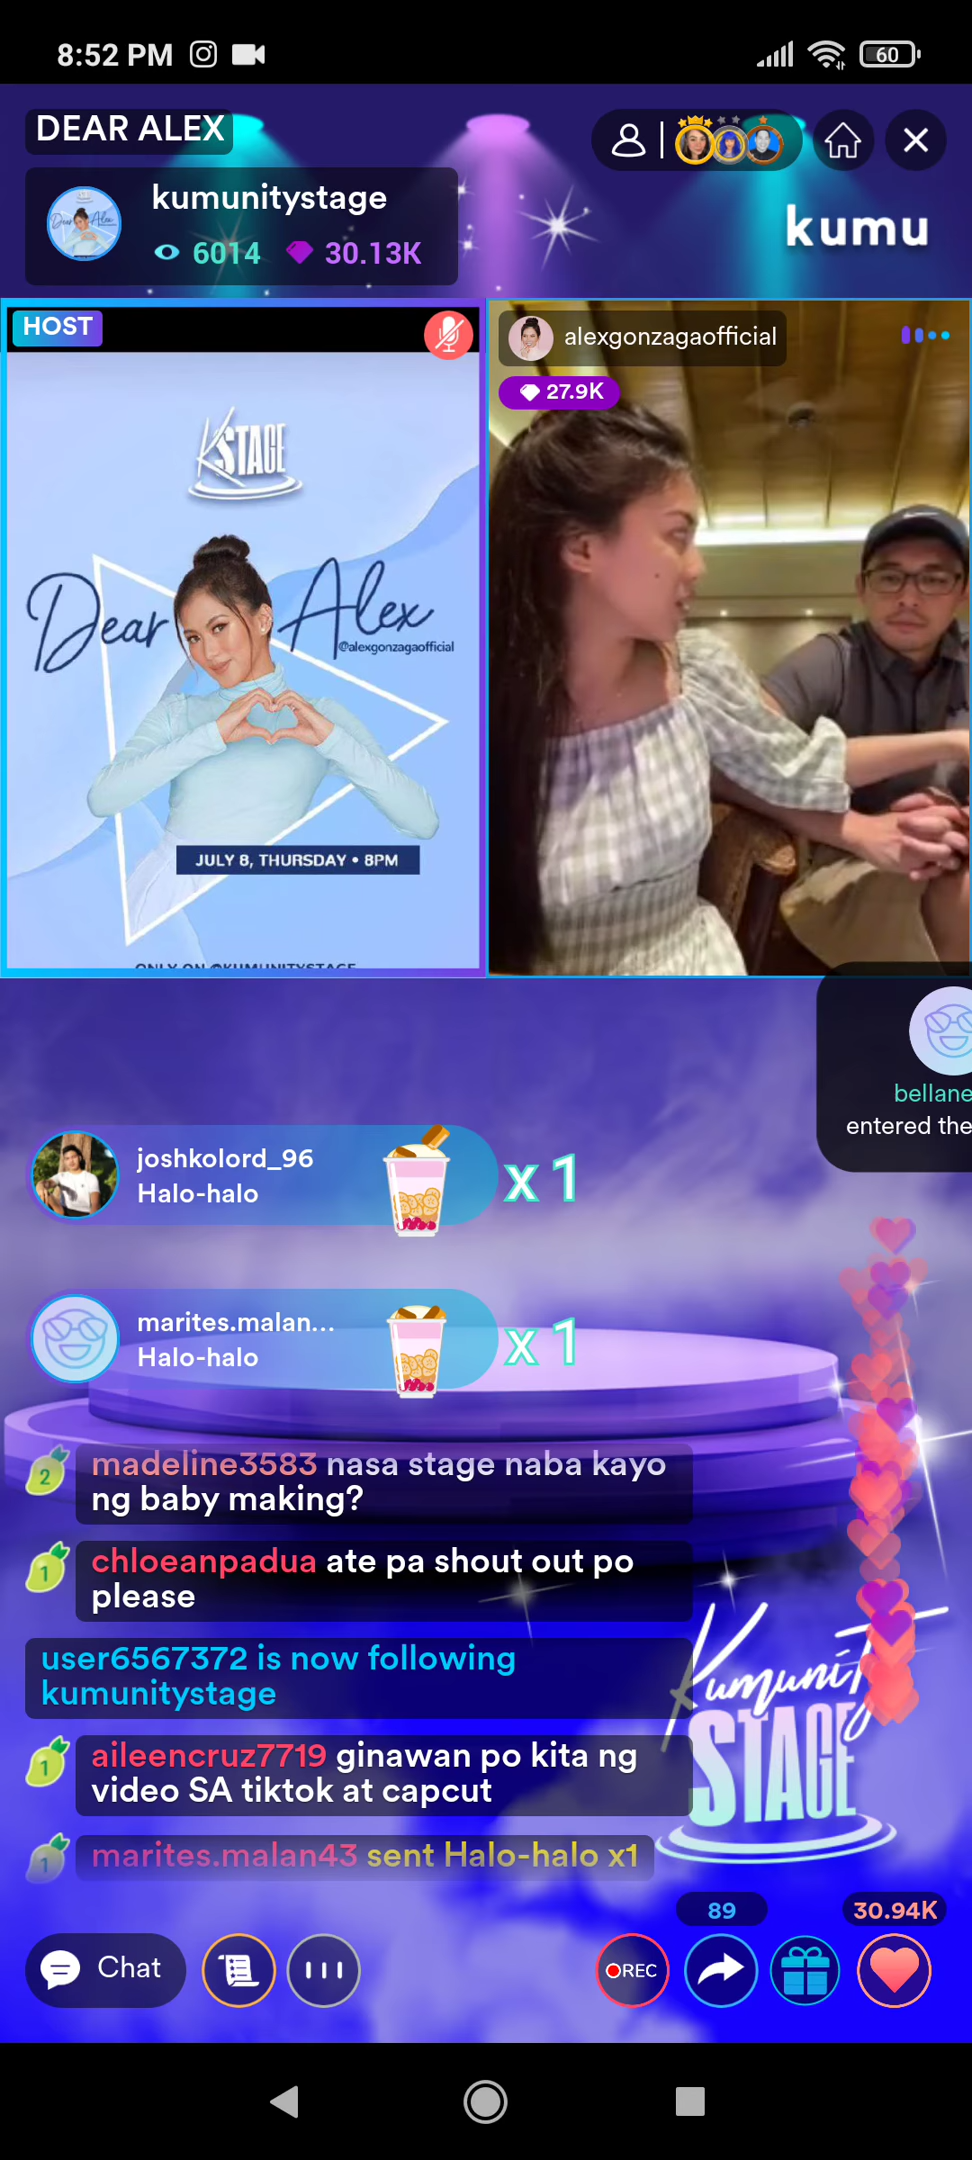 8:52 PM
60
DEAR ALEX
kumunitystage
6014
30.13K
kumu
HOST
alexgonzagaofficial
27.9K
KSTAGE
Dear Alex
@alexgonzagaofficial
JULY 8, THURSDAY • 8PM
ONLY ON @KUMUNITYSTAGE
bellane
entered the
joshkolord_96
Halo-halo
x 1
marites.malan...
Halo-halo
x 1
2
madeline3583 nasa stage naba kayo
ng baby making?
1
chloeanpadua ate pa shout out po
please
user6567372 is now following
kumunitystage
1
aileencruz7719 ginawan po kita ng
video SA tiktok at capcut
1
marites.malan43 sent Halo-halo x1
Kumunity
STAGE
89
30.94K
Chat
REC